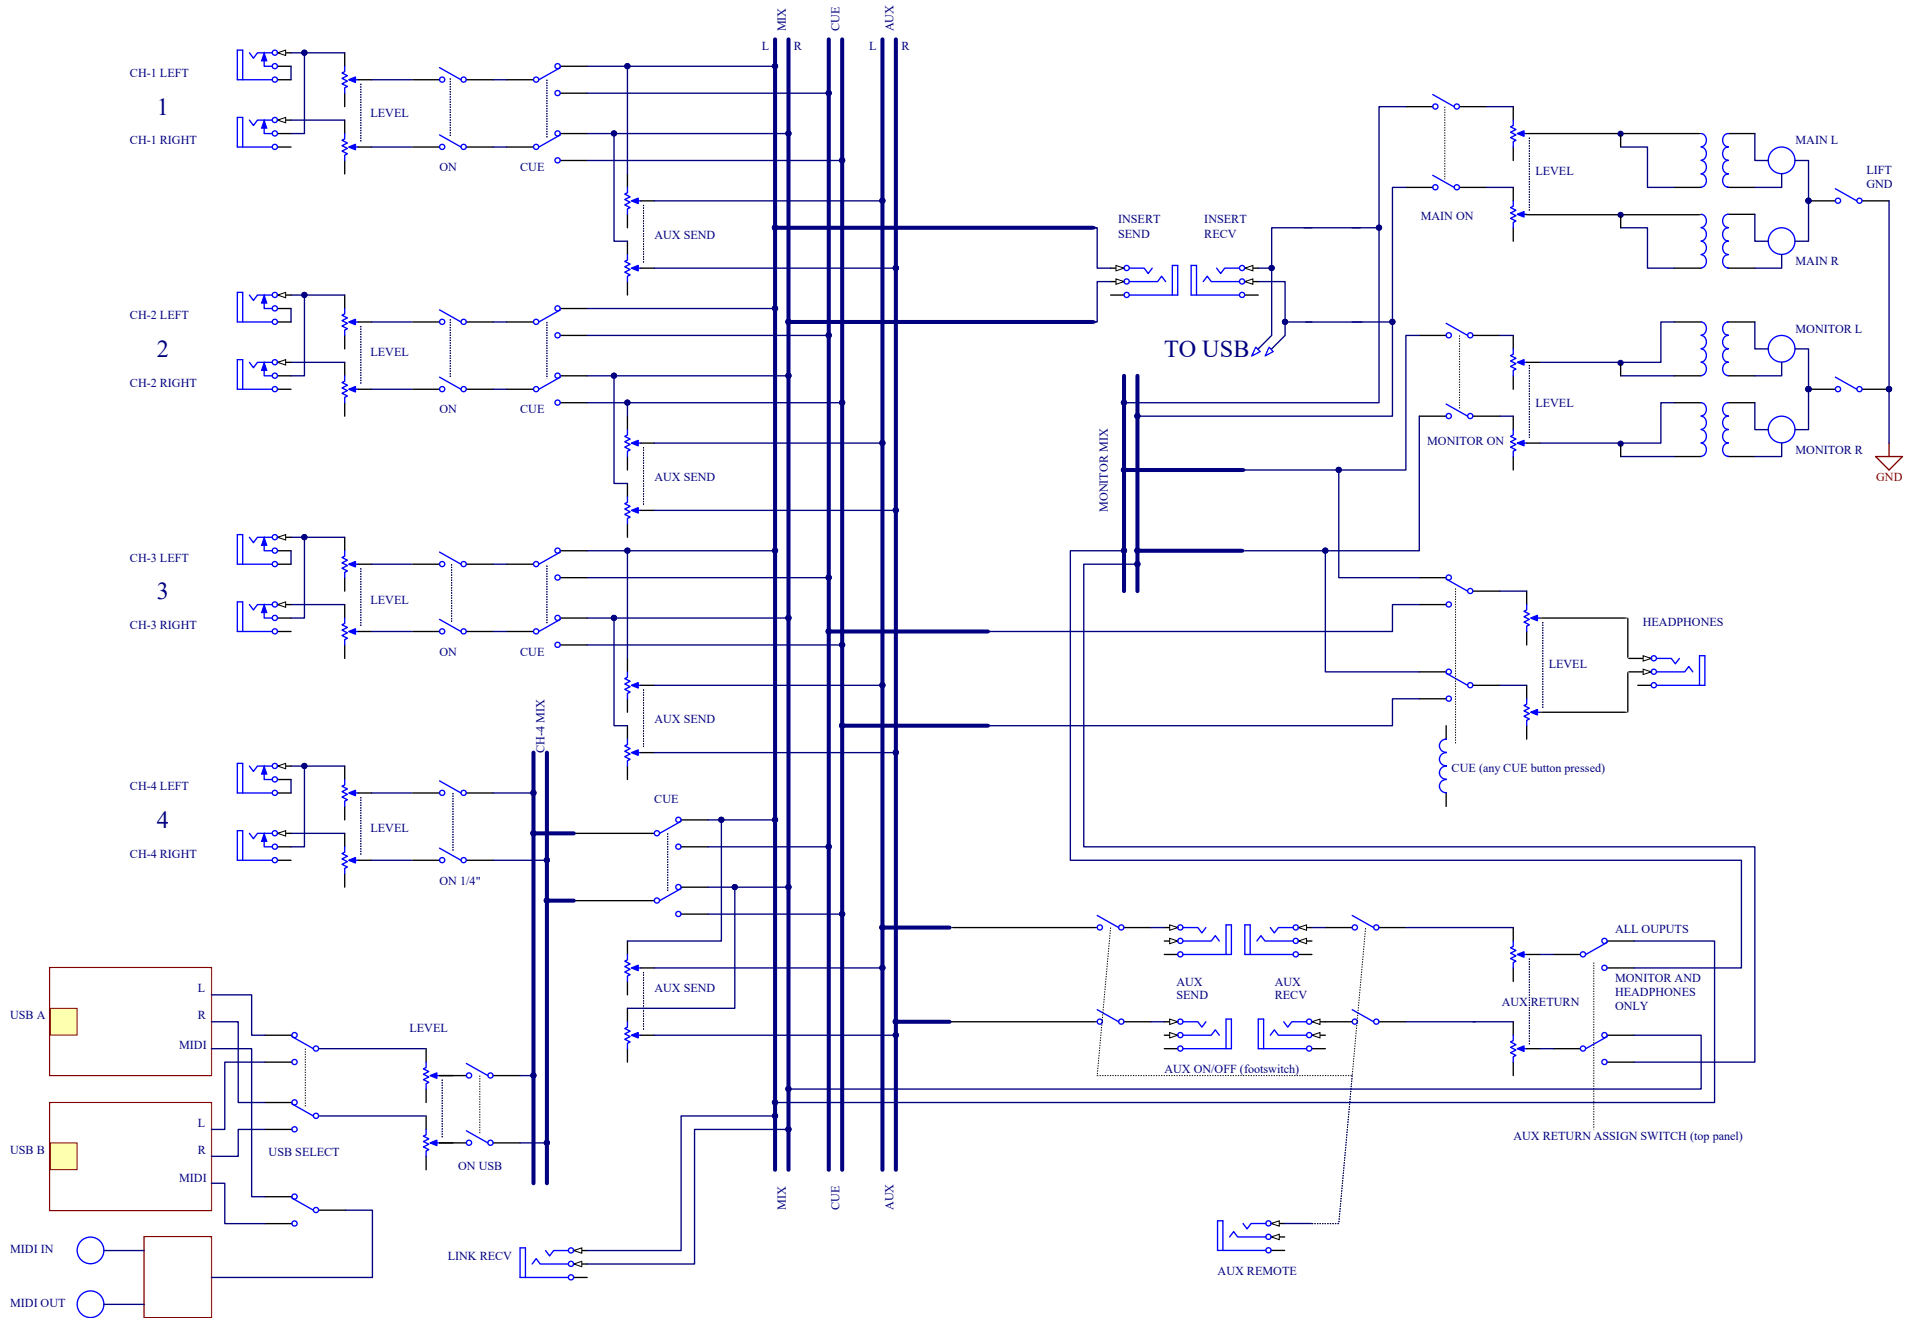 MIX
CUE
AUX
L
R
L
R
CH-1 LEFT
1
CH-1 RIGHT
LEVEL
ON
CUE
AUX SEND
CH-2 LEFT
2
CH-2 RIGHT
LEVEL
ON
CUE
AUX SEND
CH-3 LEFT
3
CH-3 RIGHT
LEVEL
ON
CUE
AUX SEND
CH-4 MIX
CH-4 LEFT
4
CH-4 RIGHT
LEVEL
ON 1/4"
CUE
AUX SEND
USB A
L
R
MIDI
USB B
L
R
MIDI
USB SELECT
LEVEL
ON USB
MIDI IN
MIDI OUT
LINK RECV
MIX
CUE
AUX
INSERT
SEND
INSERT
RECV
TO USB
MONITOR MIX
MAIN ON
LEVEL
MAIN L
MAIN R
LIFT
GND
MONITOR ON
LEVEL
MONITOR L
MONITOR R
GND
HEADPHONES
LEVEL
CUE (any CUE button pressed)
AUX
SEND
AUX
RECV
AUX ON/OFF (footswitch)
AUX RETURN
ALL OUPUTS
MONITOR AND
HEADPHONES
ONLY
AUX RETURN ASSIGN SWITCH (top panel)
AUX REMOTE